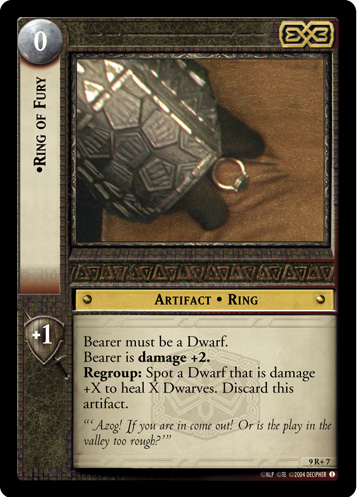 0
•RING OF FURY
+1
ARTIFACT • RING
Bearer must be a Dwarf.
Bearer is damage +2.
Regroup: Spot a Dwarf that is damage
+X to heal X Dwarves. Discard this
artifact.
“‘Azog! If you are in come out! Or is the play in the
valley too rough?’”
9 R+ 7
©NLP ©TE ©2004 DECIPHER